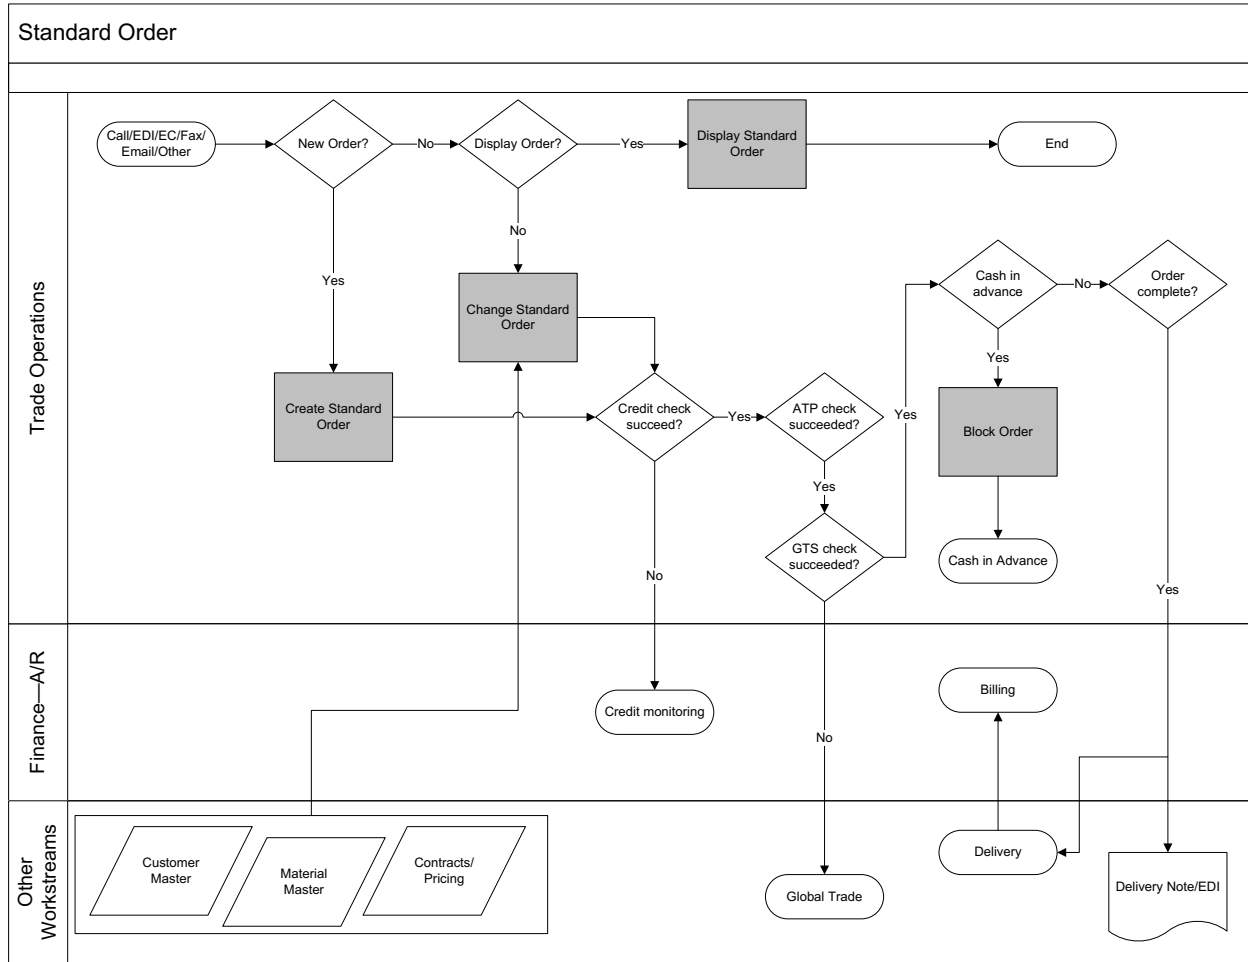 Standard Order
Trade Operations
Call/EDI/EC/Fax/
Email/Other
New Order?
No
Display Order?
Yes
Display Standard
Order
End
Yes
No
Change Standard
Order
Cash in
advance
No
Order
complete?
Create Standard
Order
Credit check
succeed?
Yes
ATP check
succeeded?
Yes
Yes
Block Order
Yes
GTS check
succeeded?
Cash in Advance
No
Yes
Finance—A/R
Credit monitoring
Billing
No
Other
Workstreams
Customer
Master
Material
Master
Contracts/
Pricing
Global Trade
Delivery
Delivery Note/EDI